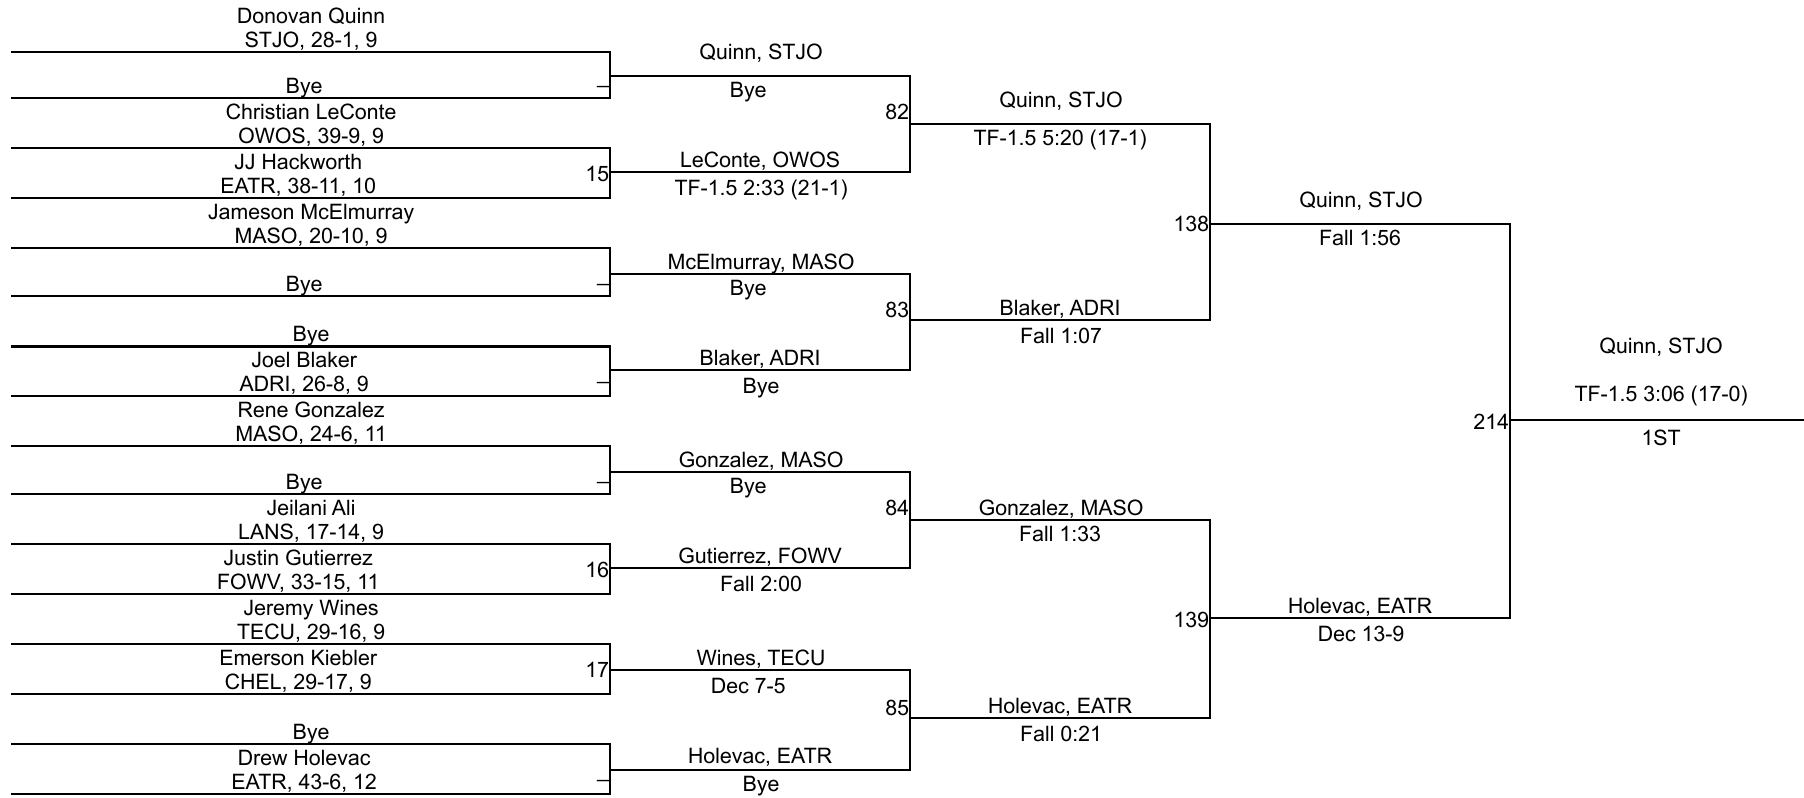 Donovan Quinn
STJO, 28-1, 9
Bye
Christian LeConte
OWOS, 39-9, 9
JJ Hackworth
EATR, 38-11, 10
Jameson McElmurray
MASO, 20-10, 9
Bye
Bye
Joel Blaker
ADRI, 26-8, 9
Rene Gonzalez
MASO, 24-6, 11
Bye
Jeilani Ali
LANS, 17-14, 9
Justin Gutierrez
FOWV, 33-15, 11
Jeremy Wines
TECU, 29-16, 9
Emerson Kiebler
CHEL, 29-17, 9
Bye
Drew Holevac
EATR, 43-6, 12
15
16
17
Quinn, STJO
Bye
LeConte, OWOS
TF-1.5 2:33 (21-1)
McElmurray, MASO
Bye
Blaker, ADRI
Bye
Gonzalez, MASO
Bye
Gutierrez, FOWV
Fall 2:00
Wines, TECU
Dec 7-5
Holevac, EATR
Bye
82
83
84
85
Quinn, STJO
TF-1.5 5:20 (17-1)
Blaker, ADRI
Fall 1:07
Gonzalez, MASO
Fall 1:33
Holevac, EATR
Fall 0:21
138
139
Quinn, STJO
Fall 1:56
Holevac, EATR
Dec 13-9
214
Quinn, STJO
TF-1.5 3:06 (17-0)
1ST